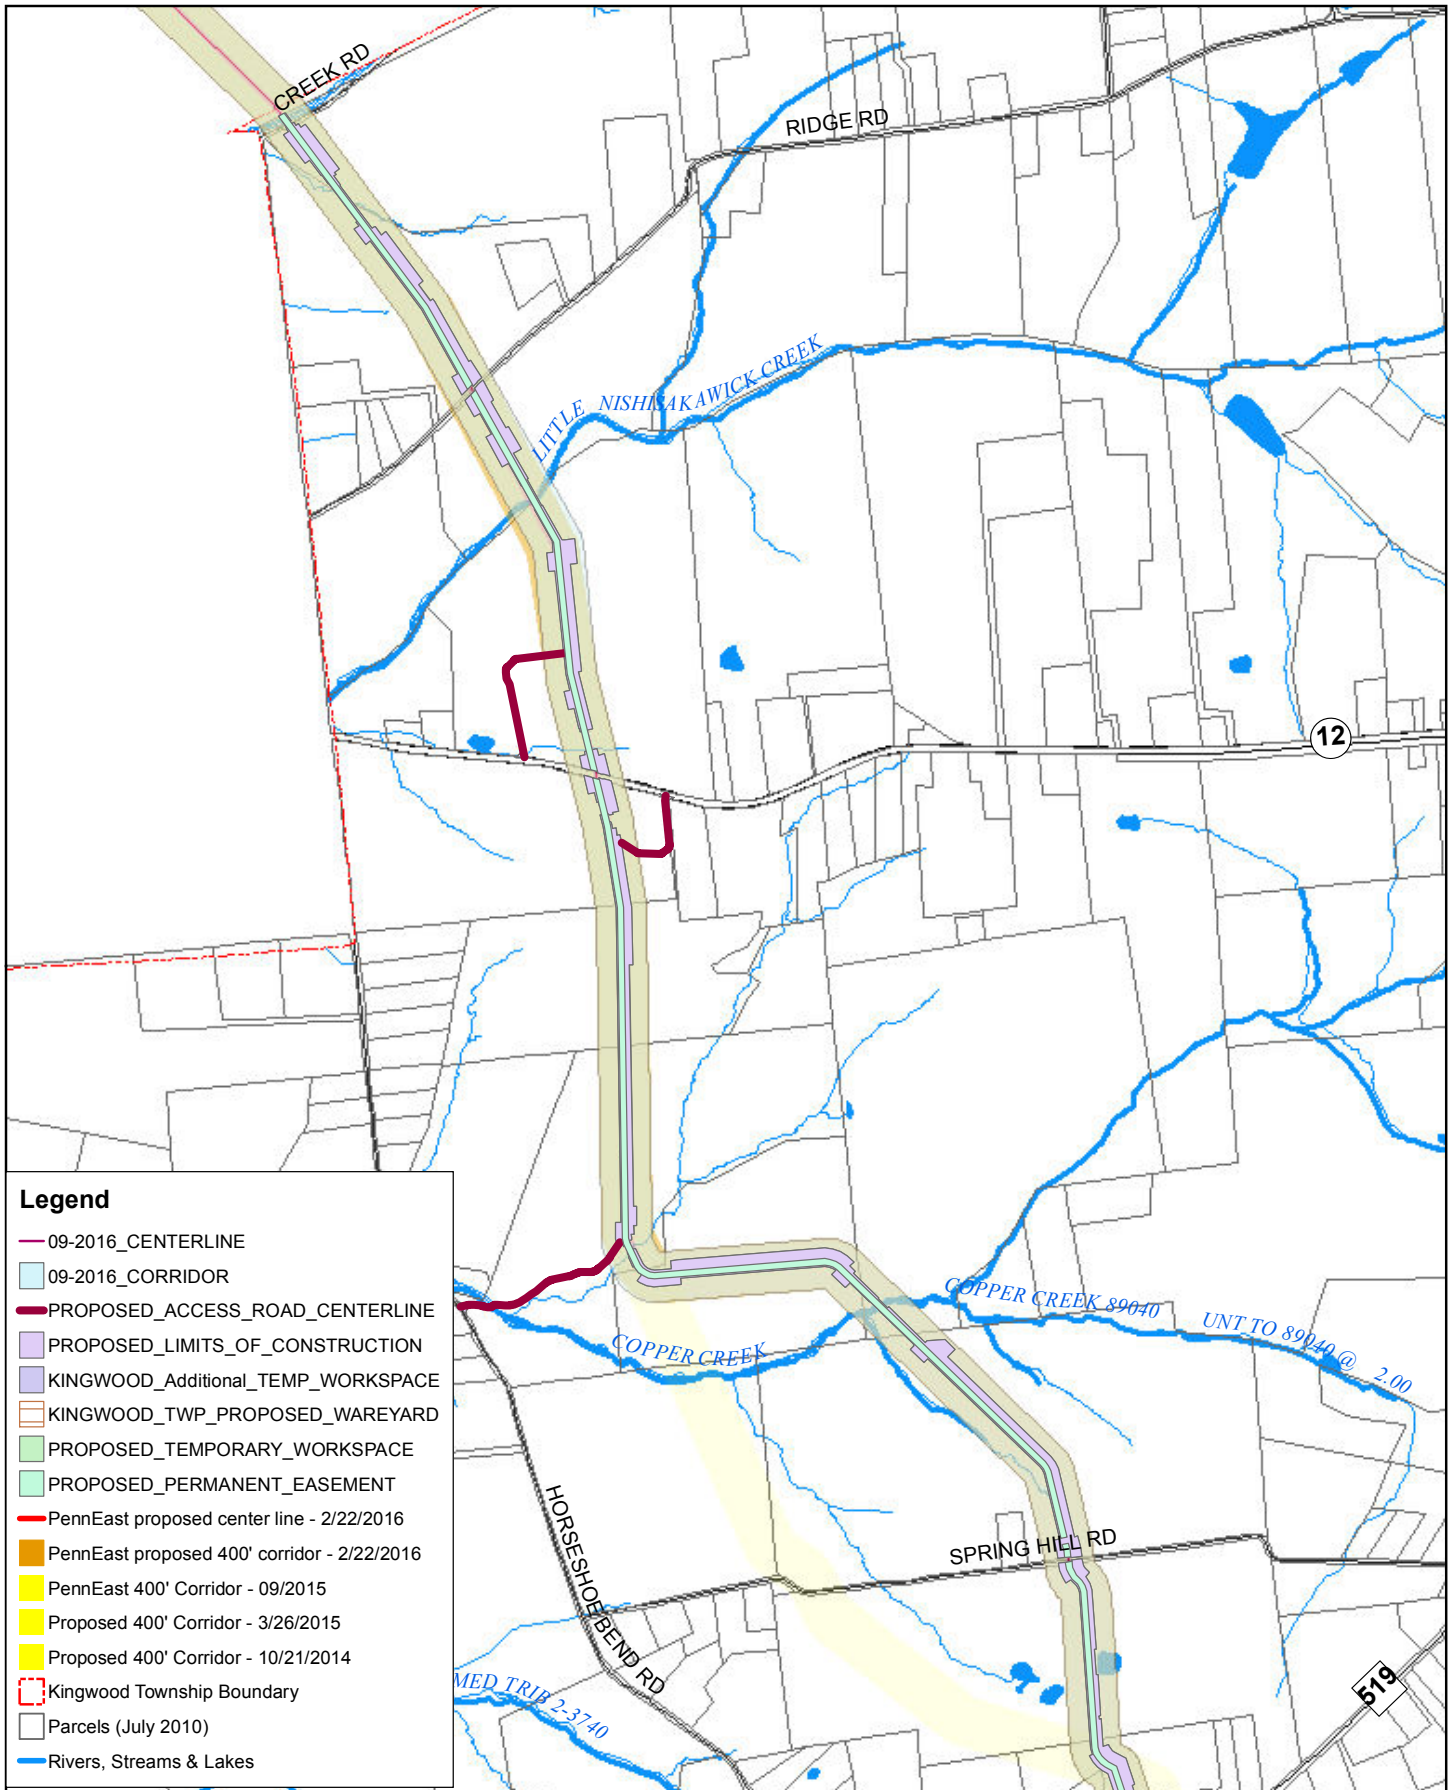 CREEK RD
RIDGE RD
LITTLE NISHISAKAWICK CREEK
12
COPPER CREEK 89040
UNT TO 89040 @ 2.00
COPPER CREEK
SPRING HILL RD
HORSESHOE BEND RD
519
MED TRIB 2-3740
Legend
09-2016_CENTERLINE
09-2016_CORRIDOR
PROPOSED_ACCESS_ROAD_CENTERLINE
PROPOSED_LIMITS_OF_CONSTRUCTION
KINGWOOD_Additional_TEMP_WORKSPACE
KINGWOOD_TWP_PROPOSED_WAREYARD
PROPOSED_TEMPORARY_WORKSPACE
PROPOSED_PERMANENT_EASEMENT
PennEast proposed center line - 2/22/2016
PennEast proposed 400' corridor - 2/22/2016
PennEast 400' Corridor - 09/2015
Proposed 400' Corridor - 3/26/2015
Proposed 400' Corridor - 10/21/2014
Kingwood Township Boundary
Parcels (July 2010)
Rivers, Streams & Lakes